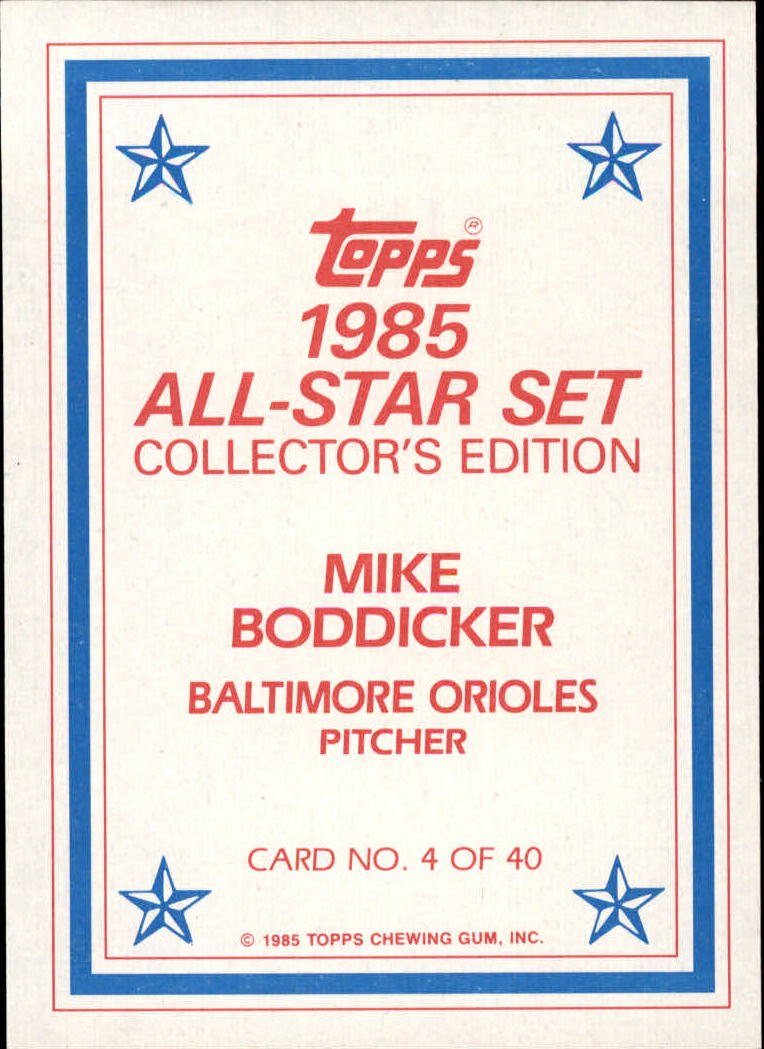 Topps®
1985
ALL-STAR SET
COLLECTOR'S EDITION
MIKE
BODDICKER
BALTIMORE ORIOLES
PITCHER
CARD NO. 4 OF 40
© 1985 TOPPS CHEWING GUM, INC.